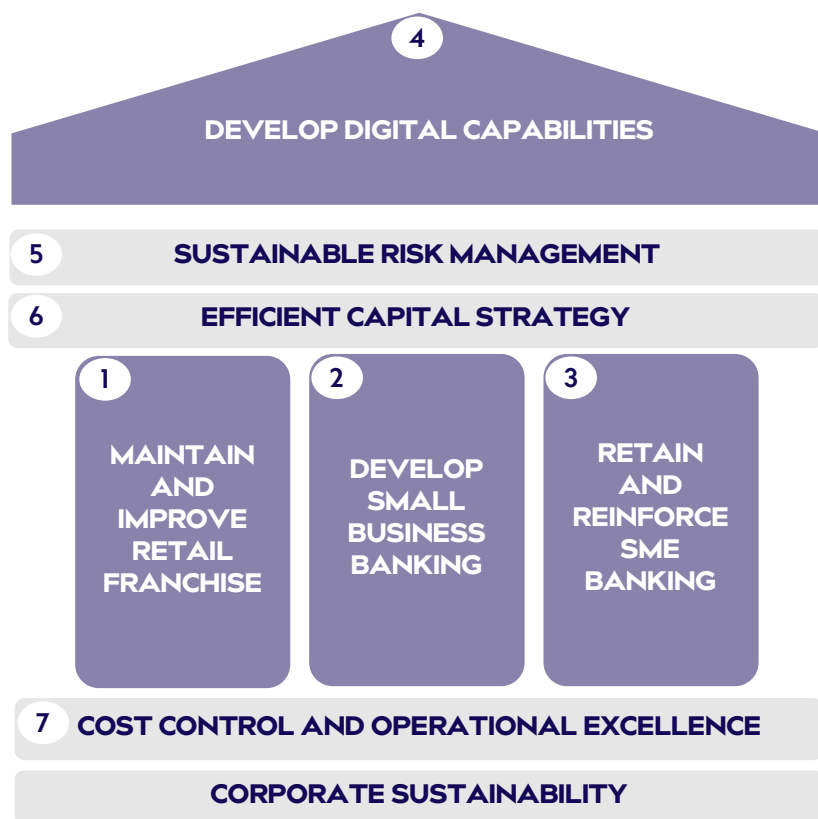 4
DEVELOP DIGITAL CAPABILITIES
5
SUSTAINABLE RISK MANAGEMENT
6
EFFICIENT CAPITAL STRATEGY
1
MAINTAIN
AND
IMPROVE
RETAIL
FRANCHISE
2
DEVELOP
SMALL
BUSINESS
BANKING
3
RETAIN
AND
REINFORCE
SME
BANKING
7
COST CONTROL AND OPERATIONAL EXCELLENCE
CORPORATE SUSTAINABILITY